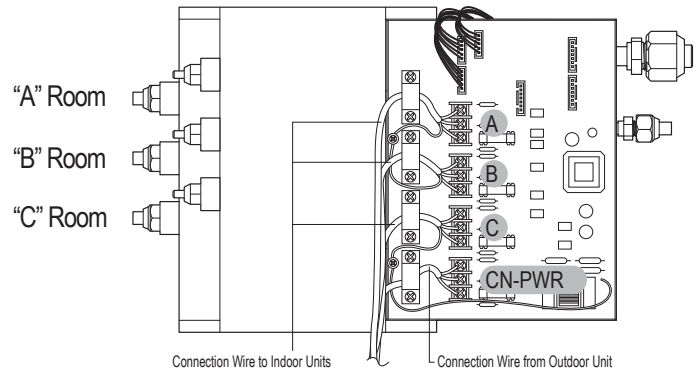 “A” Room
“B” Room
“C” Room
A
B
C
CN-PWR
Connection Wire to Indoor Units
Connection Wire from Outdoor Unit